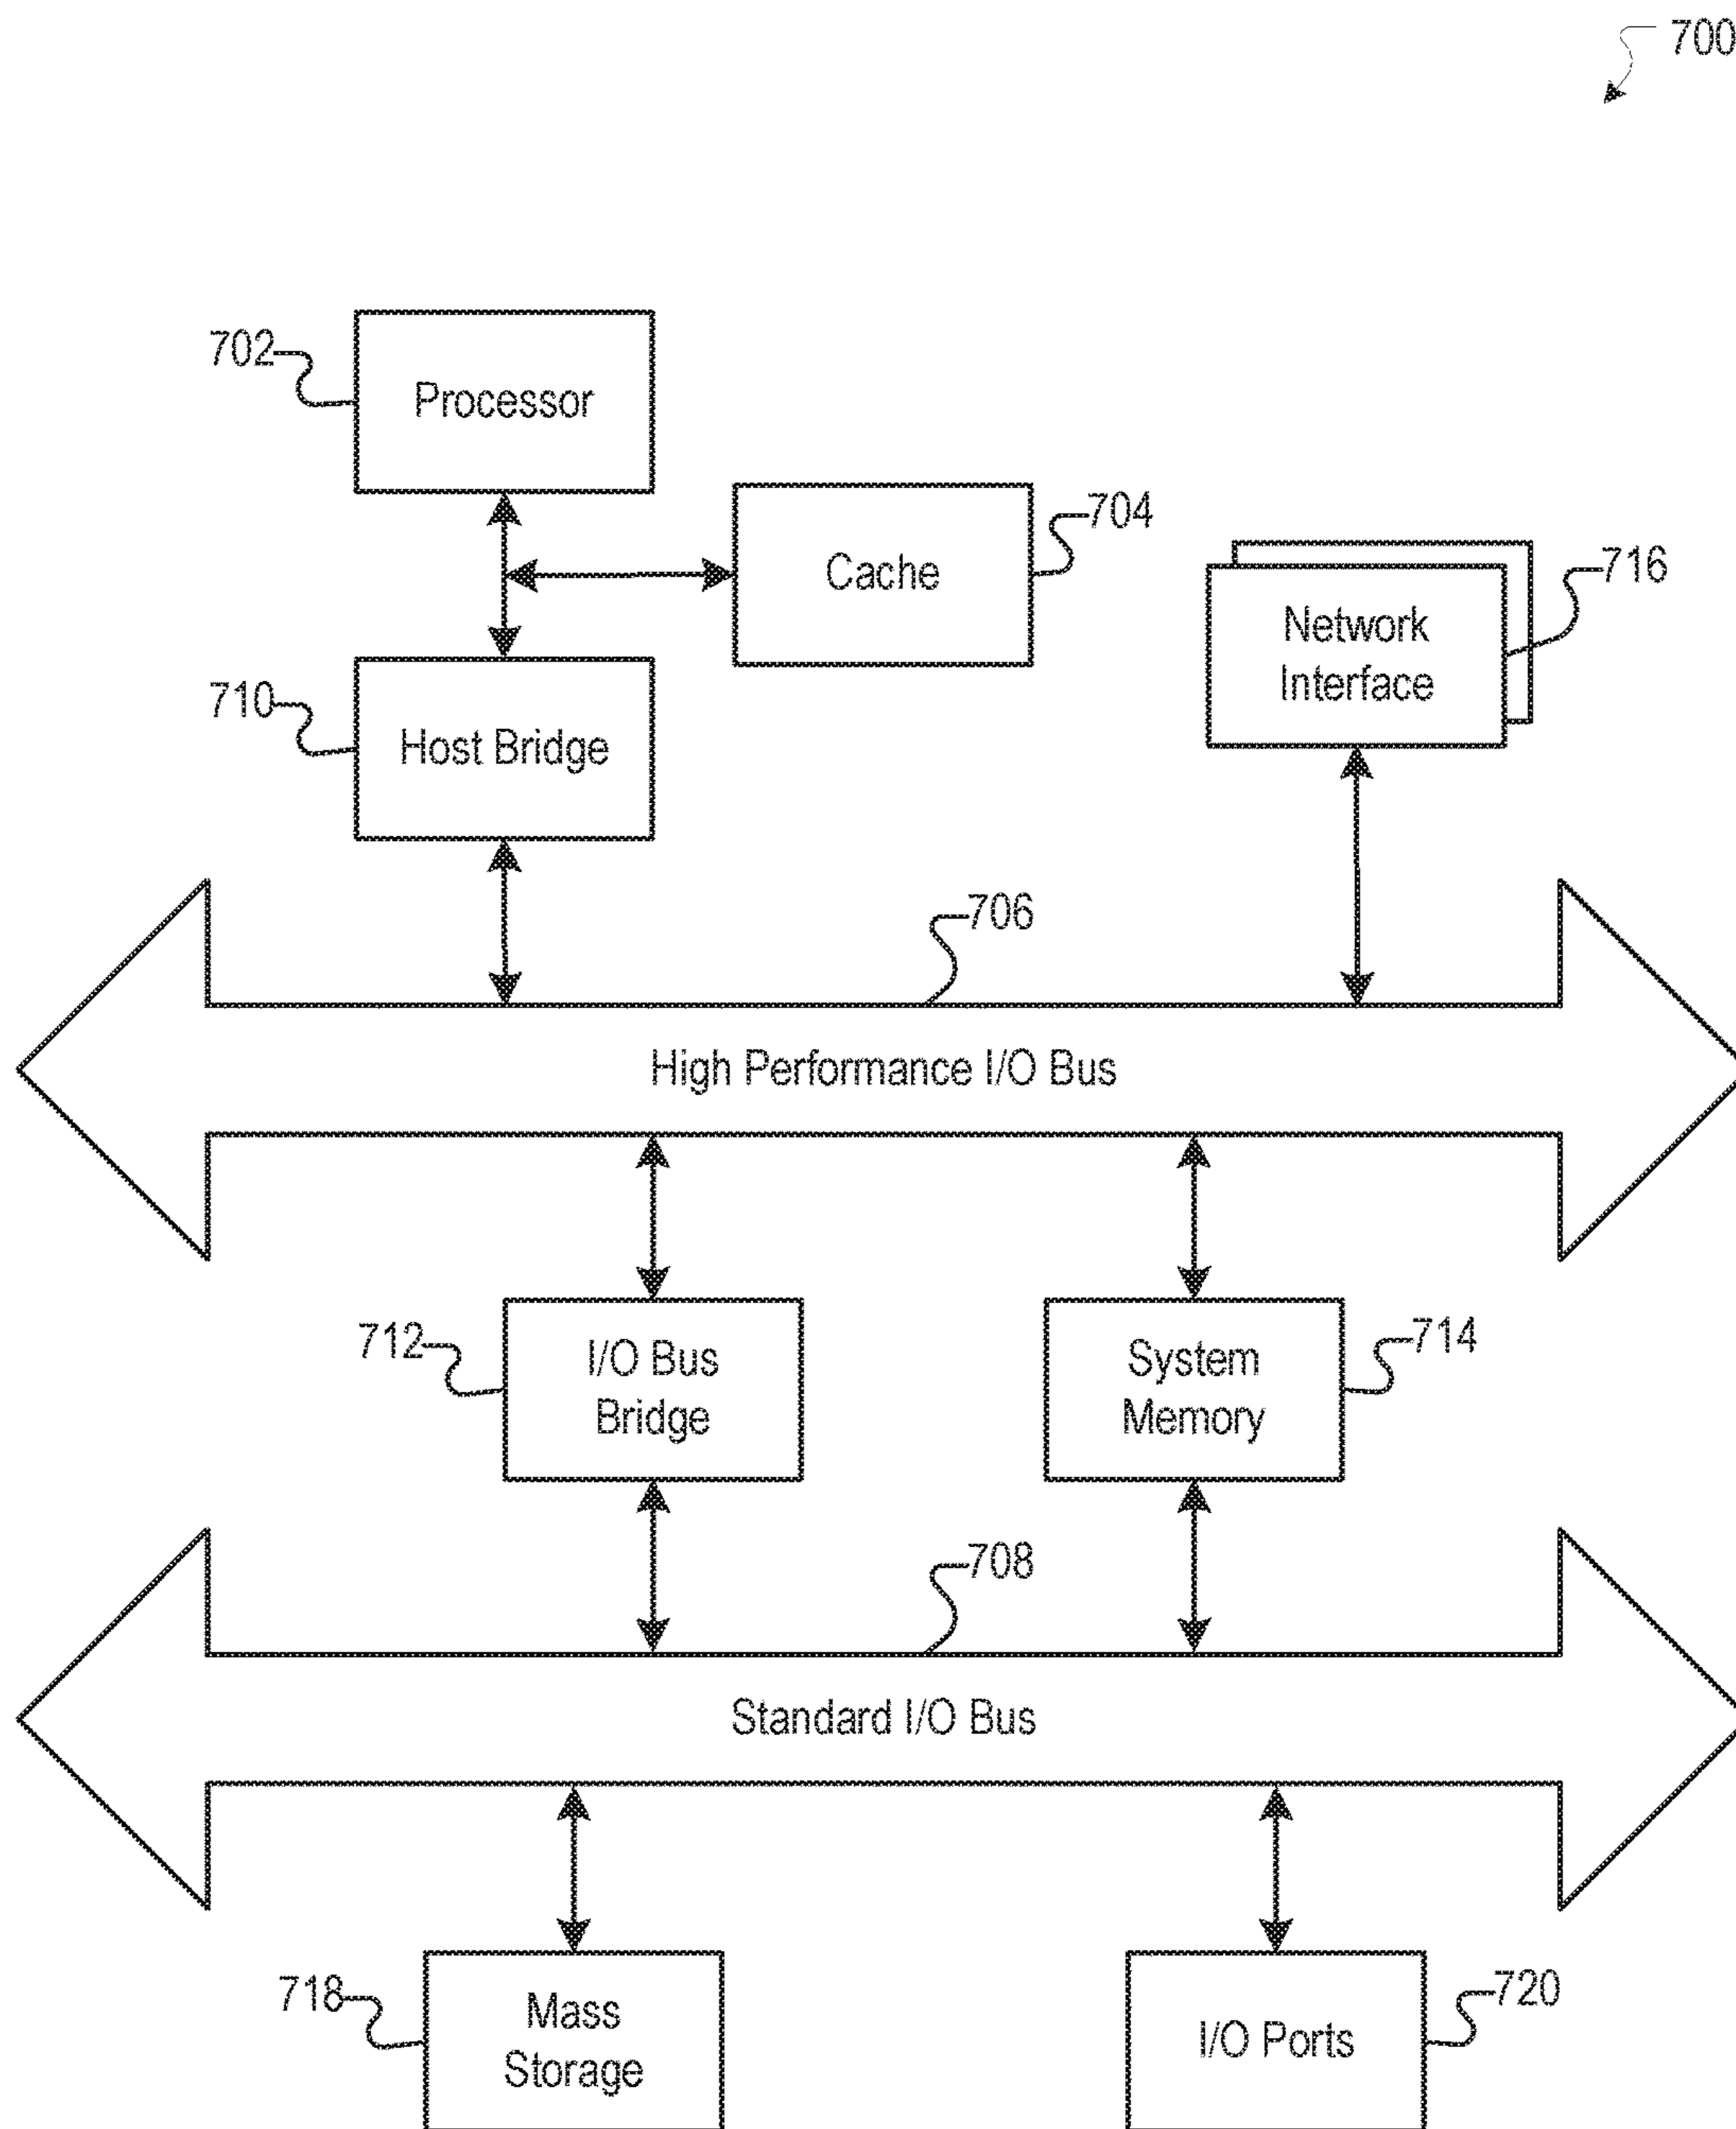 700
702
Processor
704
Cache
716
Network
Interface
710
Host Bridge
706
High Performance I/O Bus
712
I/O Bus
Bridge
714
System
Memory
708
Standard I/O Bus
718
Mass
Storage
720
I/O Ports